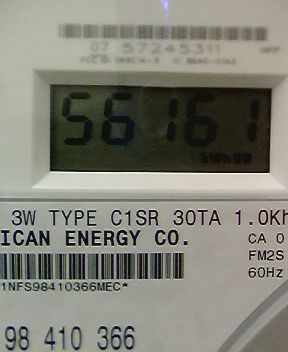 07 57245311
56161
kWh
3W TYPE C1SR 30TA 1.0Kh
ICAN ENERGY CO.
CA 0
FM2S
1NFS98410366MEC*
60Hz
98 410 366